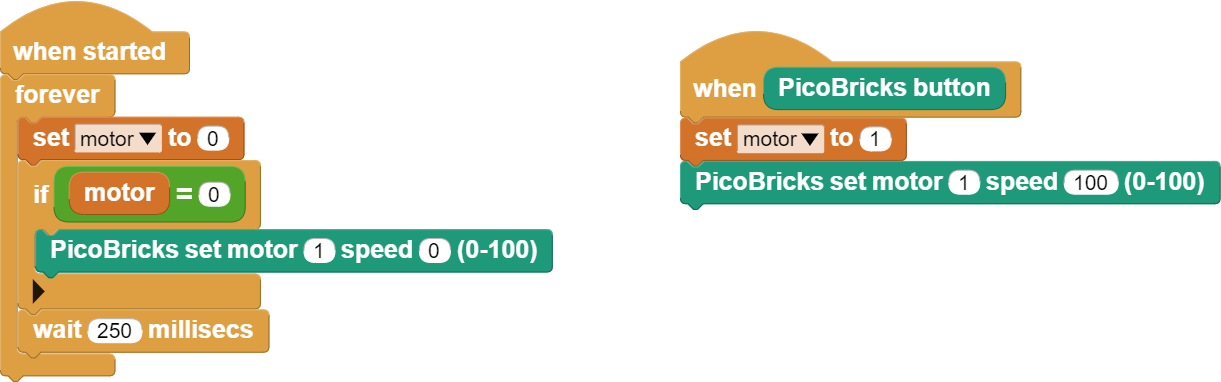 when started
forever
set motor to 0
if motor = 0
PicoBricks set motor 1 speed 0 (0-100)
wait 250 millisecs
when PicoBricks button
set motor to 1
PicoBricks set motor 1 speed 100 (0-100)